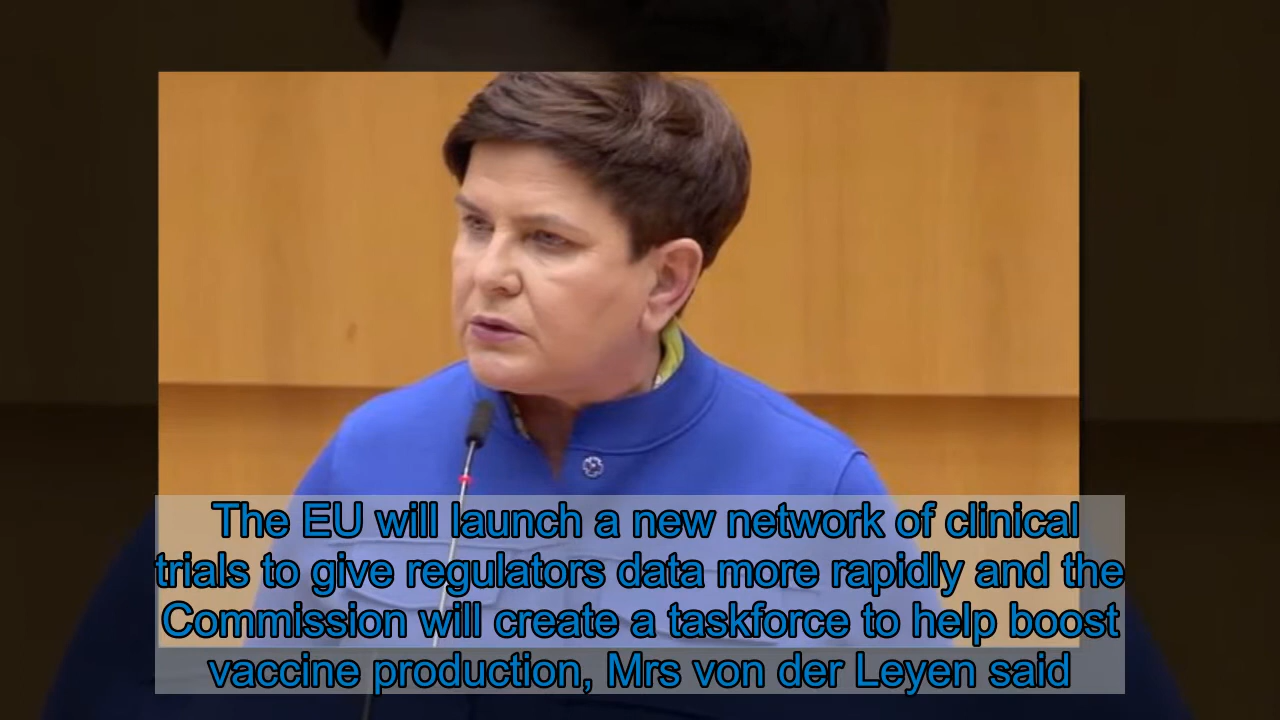 The EU will launch a new network of clinical
trials to give regulators data more rapidly and the
Commission will create a taskforce to help boost
vaccine production, Mrs von der Leyen said